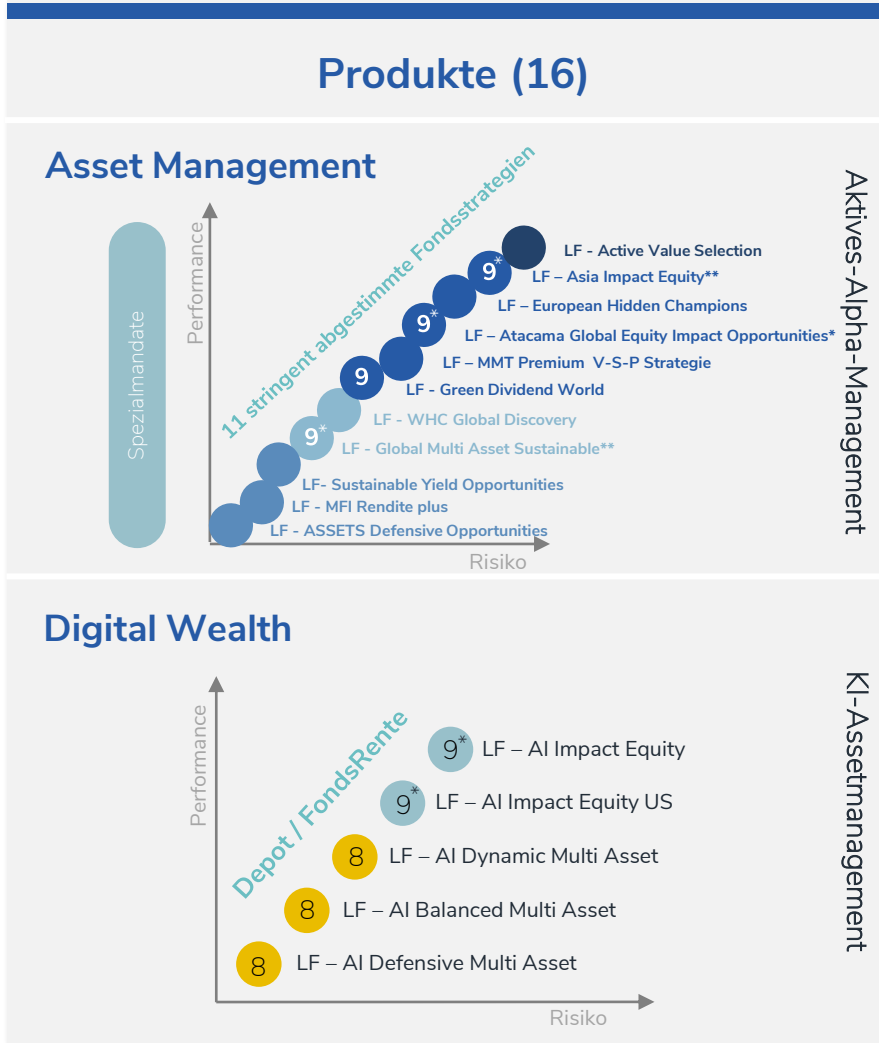 Produkte (16)
Asset Management
Aktives-Alpha-Management
Spezialmandate
Performance
11 stringent abgestimmte Fondsstrategien
LF - Active Value Selection
9*
LF – Asia Impact Equity**
LF – European Hidden Champions
9*
LF – Atacama Global Equity Impact Opportunities*
LF – MMT Premium V-S-P Strategie
9
LF - Green Dividend World
LF - WHC Global Discovery
9*
LF - Global Multi Asset Sustainable**
LF- Sustainable Yield Opportunities
LF - MFI Rendite plus
LF - ASSETS Defensive Opportunities
Risiko
Digital Wealth
KI-Assetmanagement
Performance
Depot / FondsRente
9* LF – AI Impact Equity
9* LF – AI Impact Equity US
8 LF – AI Dynamic Multi Asset
8 LF – AI Balanced Multi Asset
8 LF – AI Defensive Multi Asset
Risiko